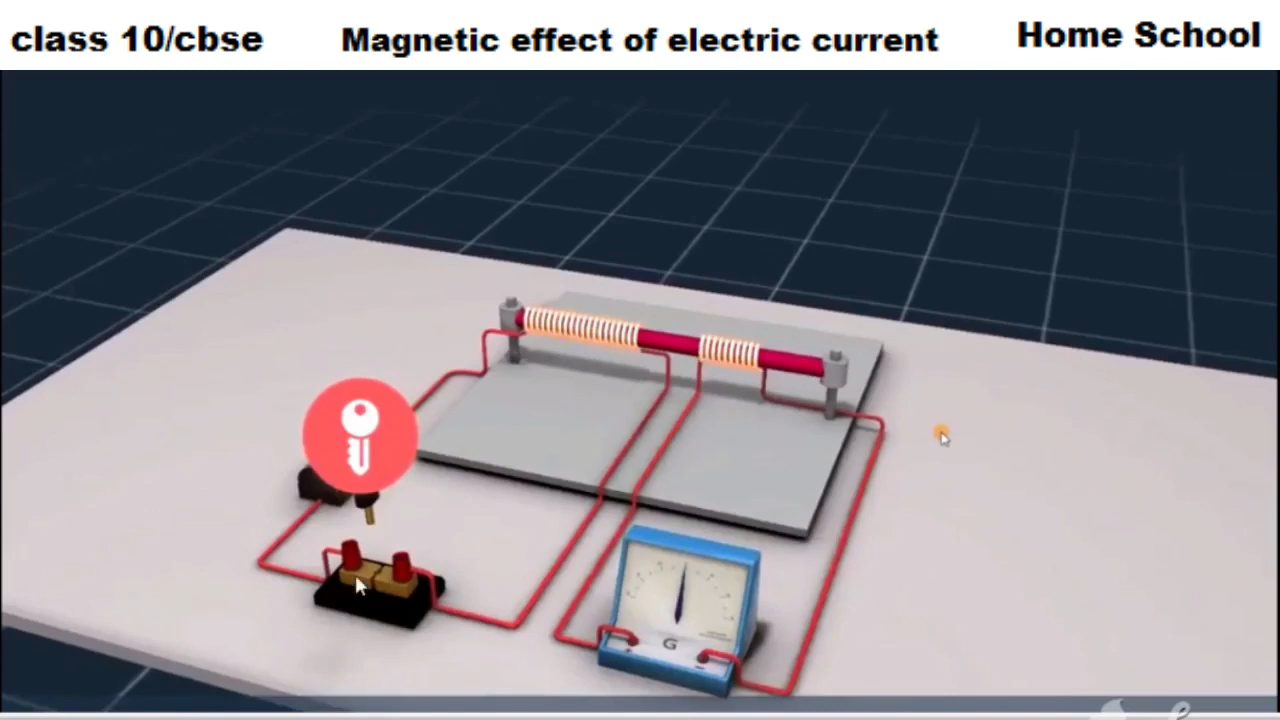 class 10/cbse
Magnetic effect of electric current
Home School
G
+
-